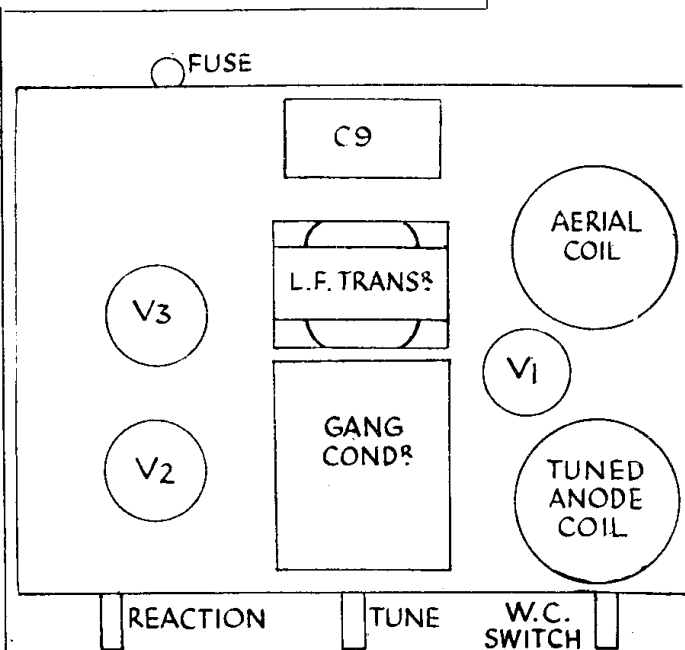 FUSE
C9
AERIAL
COIL
L.F. TRANSR.
V3
V1
GANG
CONDR.
V2
TUNED
ANODE
COIL
REACTION
TUNE
W.C.
SWITCH